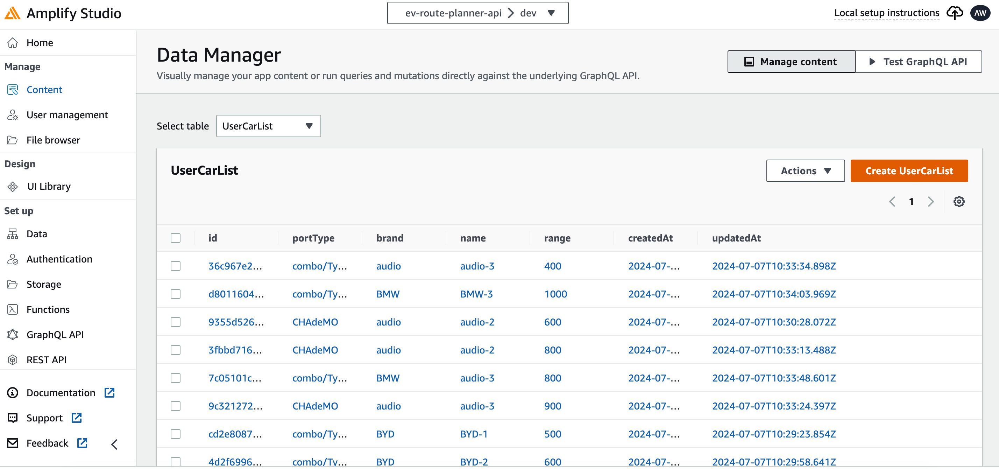 Amplify Studio
ev-route-planner-api dev
Local setup instructions
AW
Home
Manage
Content
User management
File browser
Design
UI Library
Set up
Data
Authentication
Storage
Functions
GraphQL API
REST API
Documentation
Support
Feedback
Data Manager
Visually manage your app content or run queries and mutations directly against the underlying GraphQL API.
Manage content
Test GraphQL API
Select table UserCarList
UserCarList
Actions
Create UserCarList
1
id portType brand name range createdAt updatedAt
36c967e2... combo/Ty... audio audio-3 400 2024-07-... 2024-07-07T10:33:34.898Z
d8011604... combo/Ty... BMW BMW-3 1000 2024-07-... 2024-07-07T10:34:03.969Z
9355d526... CHAdeMO audio audio-2 600 2024-07-... 2024-07-07T10:30:28.072Z
3fbbd716... CHAdeMO audio audio-2 800 2024-07-... 2024-07-07T10:33:13.488Z
7c05101c... combo/Ty... BMW audio-3 800 2024-07-... 2024-07-07T10:33:48.601Z
9c321272... CHAdeMO audio audio-3 900 2024-07-... 2024-07-07T10:33:24.397Z
cd2e8087... combo/Ty... BYD BYD-1 500 2024-07-... 2024-07-07T10:29:23.854Z
4d2f6996... combo/Ty... BYD BYD-2 600 2024-07-... 2024-07-07T10:29:58.641Z